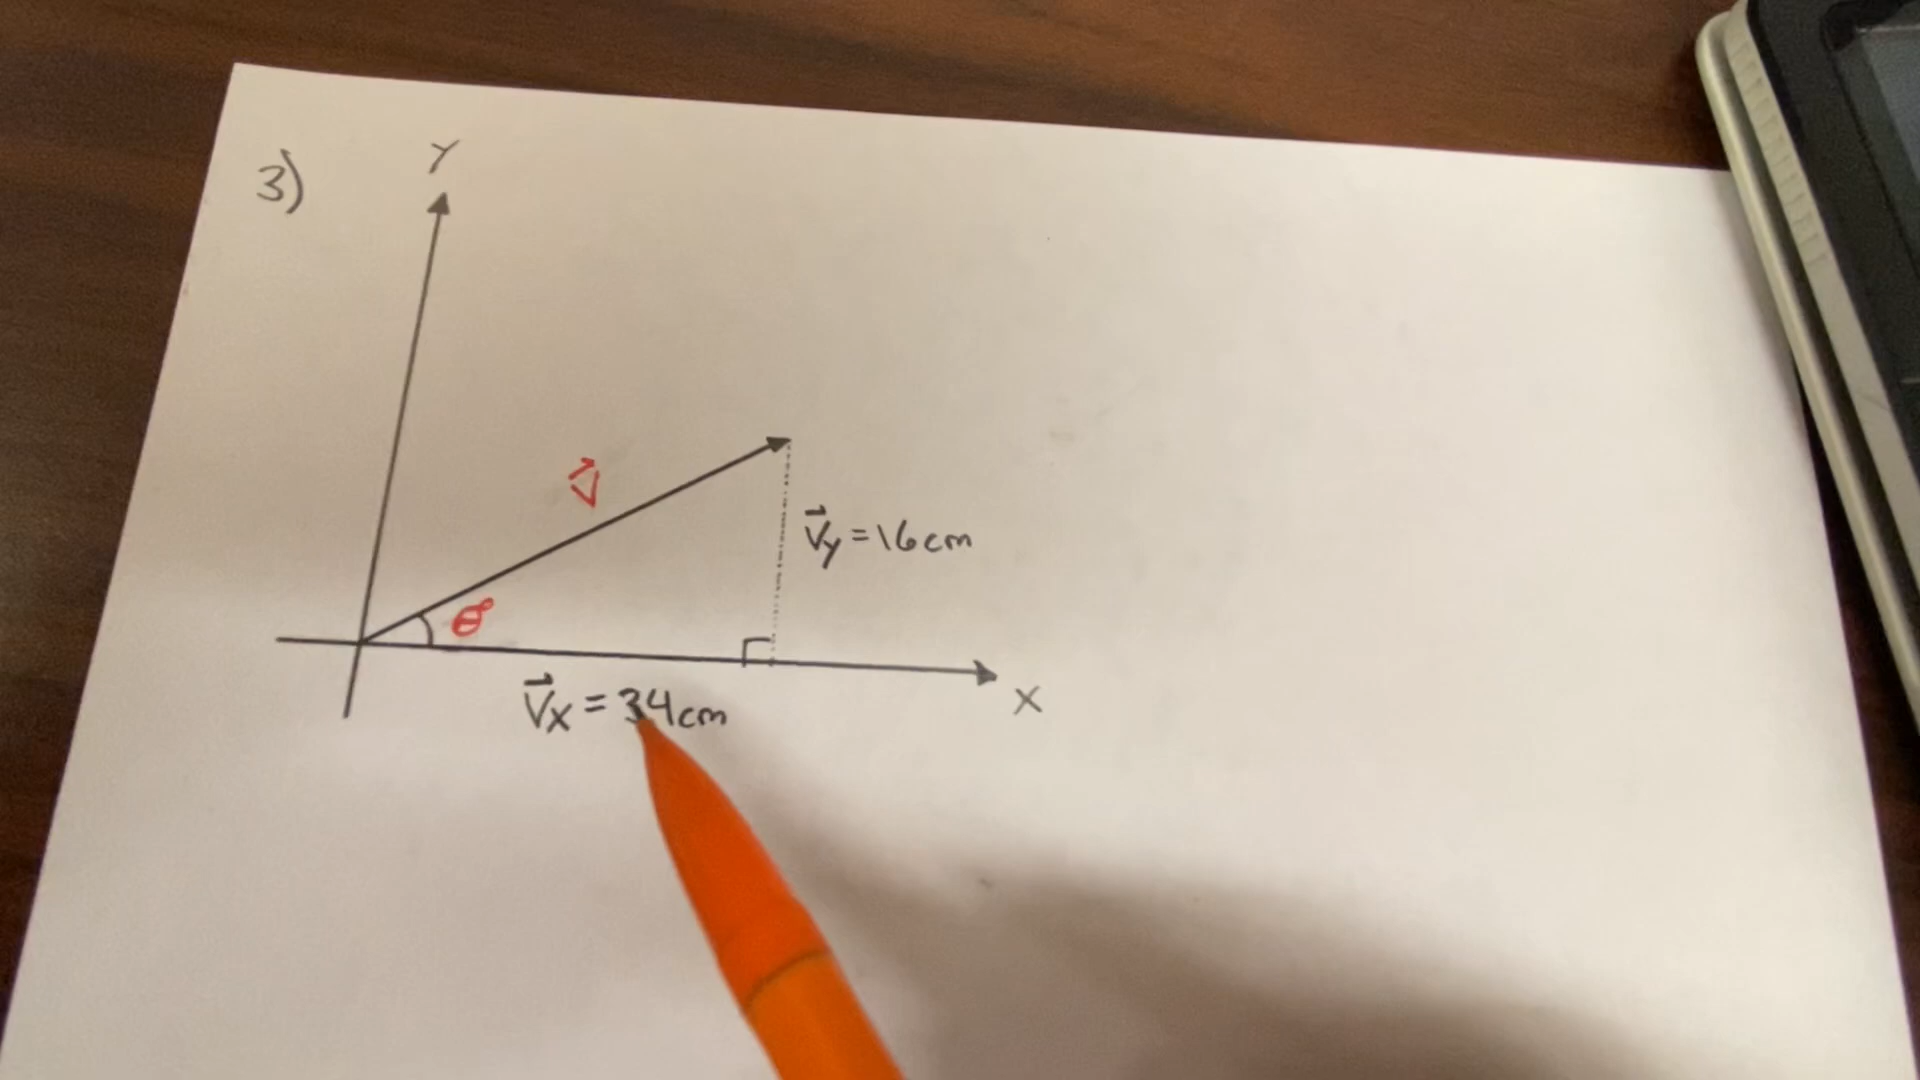 3)
Y
V⃗
V⃗y = 16cm
θ°
V⃗x = 34cm
X